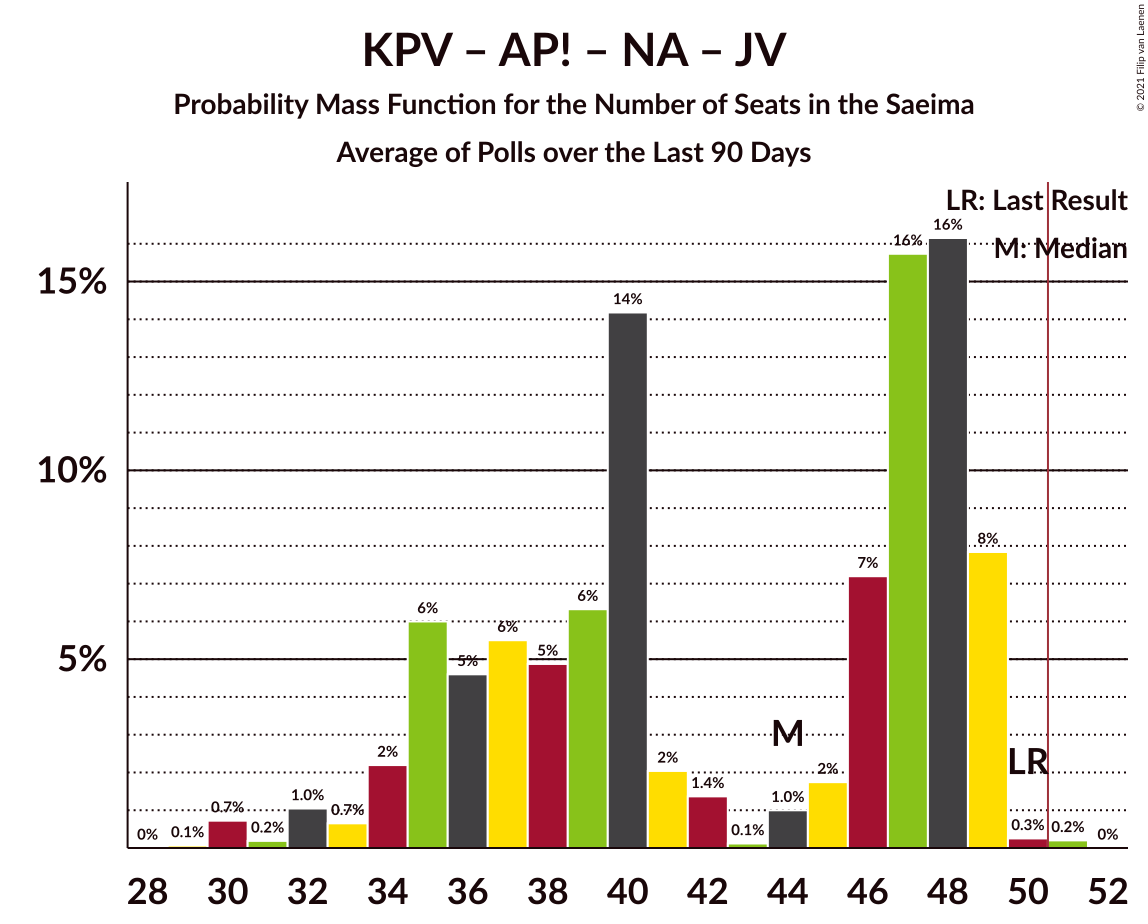 KPV – AP! – NA – JV
Probability Mass Function for the Number of Seats in the Saeima
Average of Polls over the Last 90 Days
© 2021 Filip van Laenen
LR: Last Result
M: Median
15%
10%
5%
0% 0.1% 0.7% 0.2% 1.0% 0.7% 2% 6% 5% 6% 5% 6% 14% 2% 1.4% 0.1% 1.0% 2% 7% 16% 16% 8% 0.3% 0.2% 0%
M
LR
28 30 32 34 36 38 40 42 44 46 48 50 52